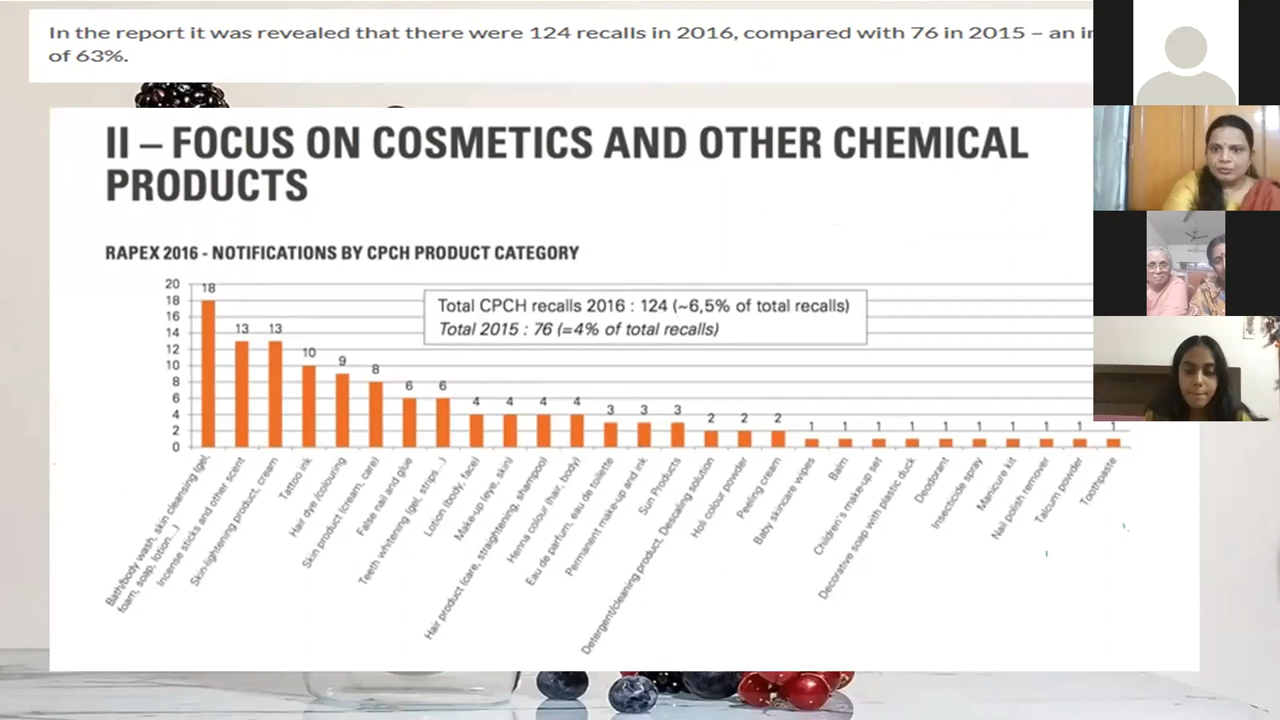 In the report it was revealed that there were 124 recalls in 2016, compared with 76 in 2015 – an
of 63%.
II – FOCUS ON COSMETICS AND OTHER CHEMICAL
PRODUCTS
RAPEX 2016 - NOTIFICATIONS BY CPCH PRODUCT CATEGORY
Total CPCH recalls 2016 : 124 (~6,5% of total recalls)
Total 2015 : 76 (=4% of total recalls)
20
18
16
14
12
10
8
6
4
2
0
18
13
13
10
9
8
6
6
4
4
4
4
3
3
3
2
2
2
1
1
1
1
1
1
1
1
1
1
Bath/body wash, skin cleansing (gel,
foam, soap, lotion...)
Incense sticks and other scent
Skin-lightening product, cream
Tattoo ink
Hair dye /colouring
Skin product (cream, care)
False nail and glue
Teeth whitening (gel, strips...)
Lotion (body, face)
Make-up (eye, skin)
Hair product (care, straightening, shampoo)
Henna colour (hair, body)
Eau de parfum, eau de toilette
Permanent make-up and ink
Sun Products
Detergent/cleaning product, Descaling solution
Holi colour powder
Peeling cream
Baby skincare wipes
Balm
Children's make-up set
Decorative soap with plastic duck
Deodorant
Insecticide spray
Manicure kit
Nail polish remover
Talcum powder
Toothpaste